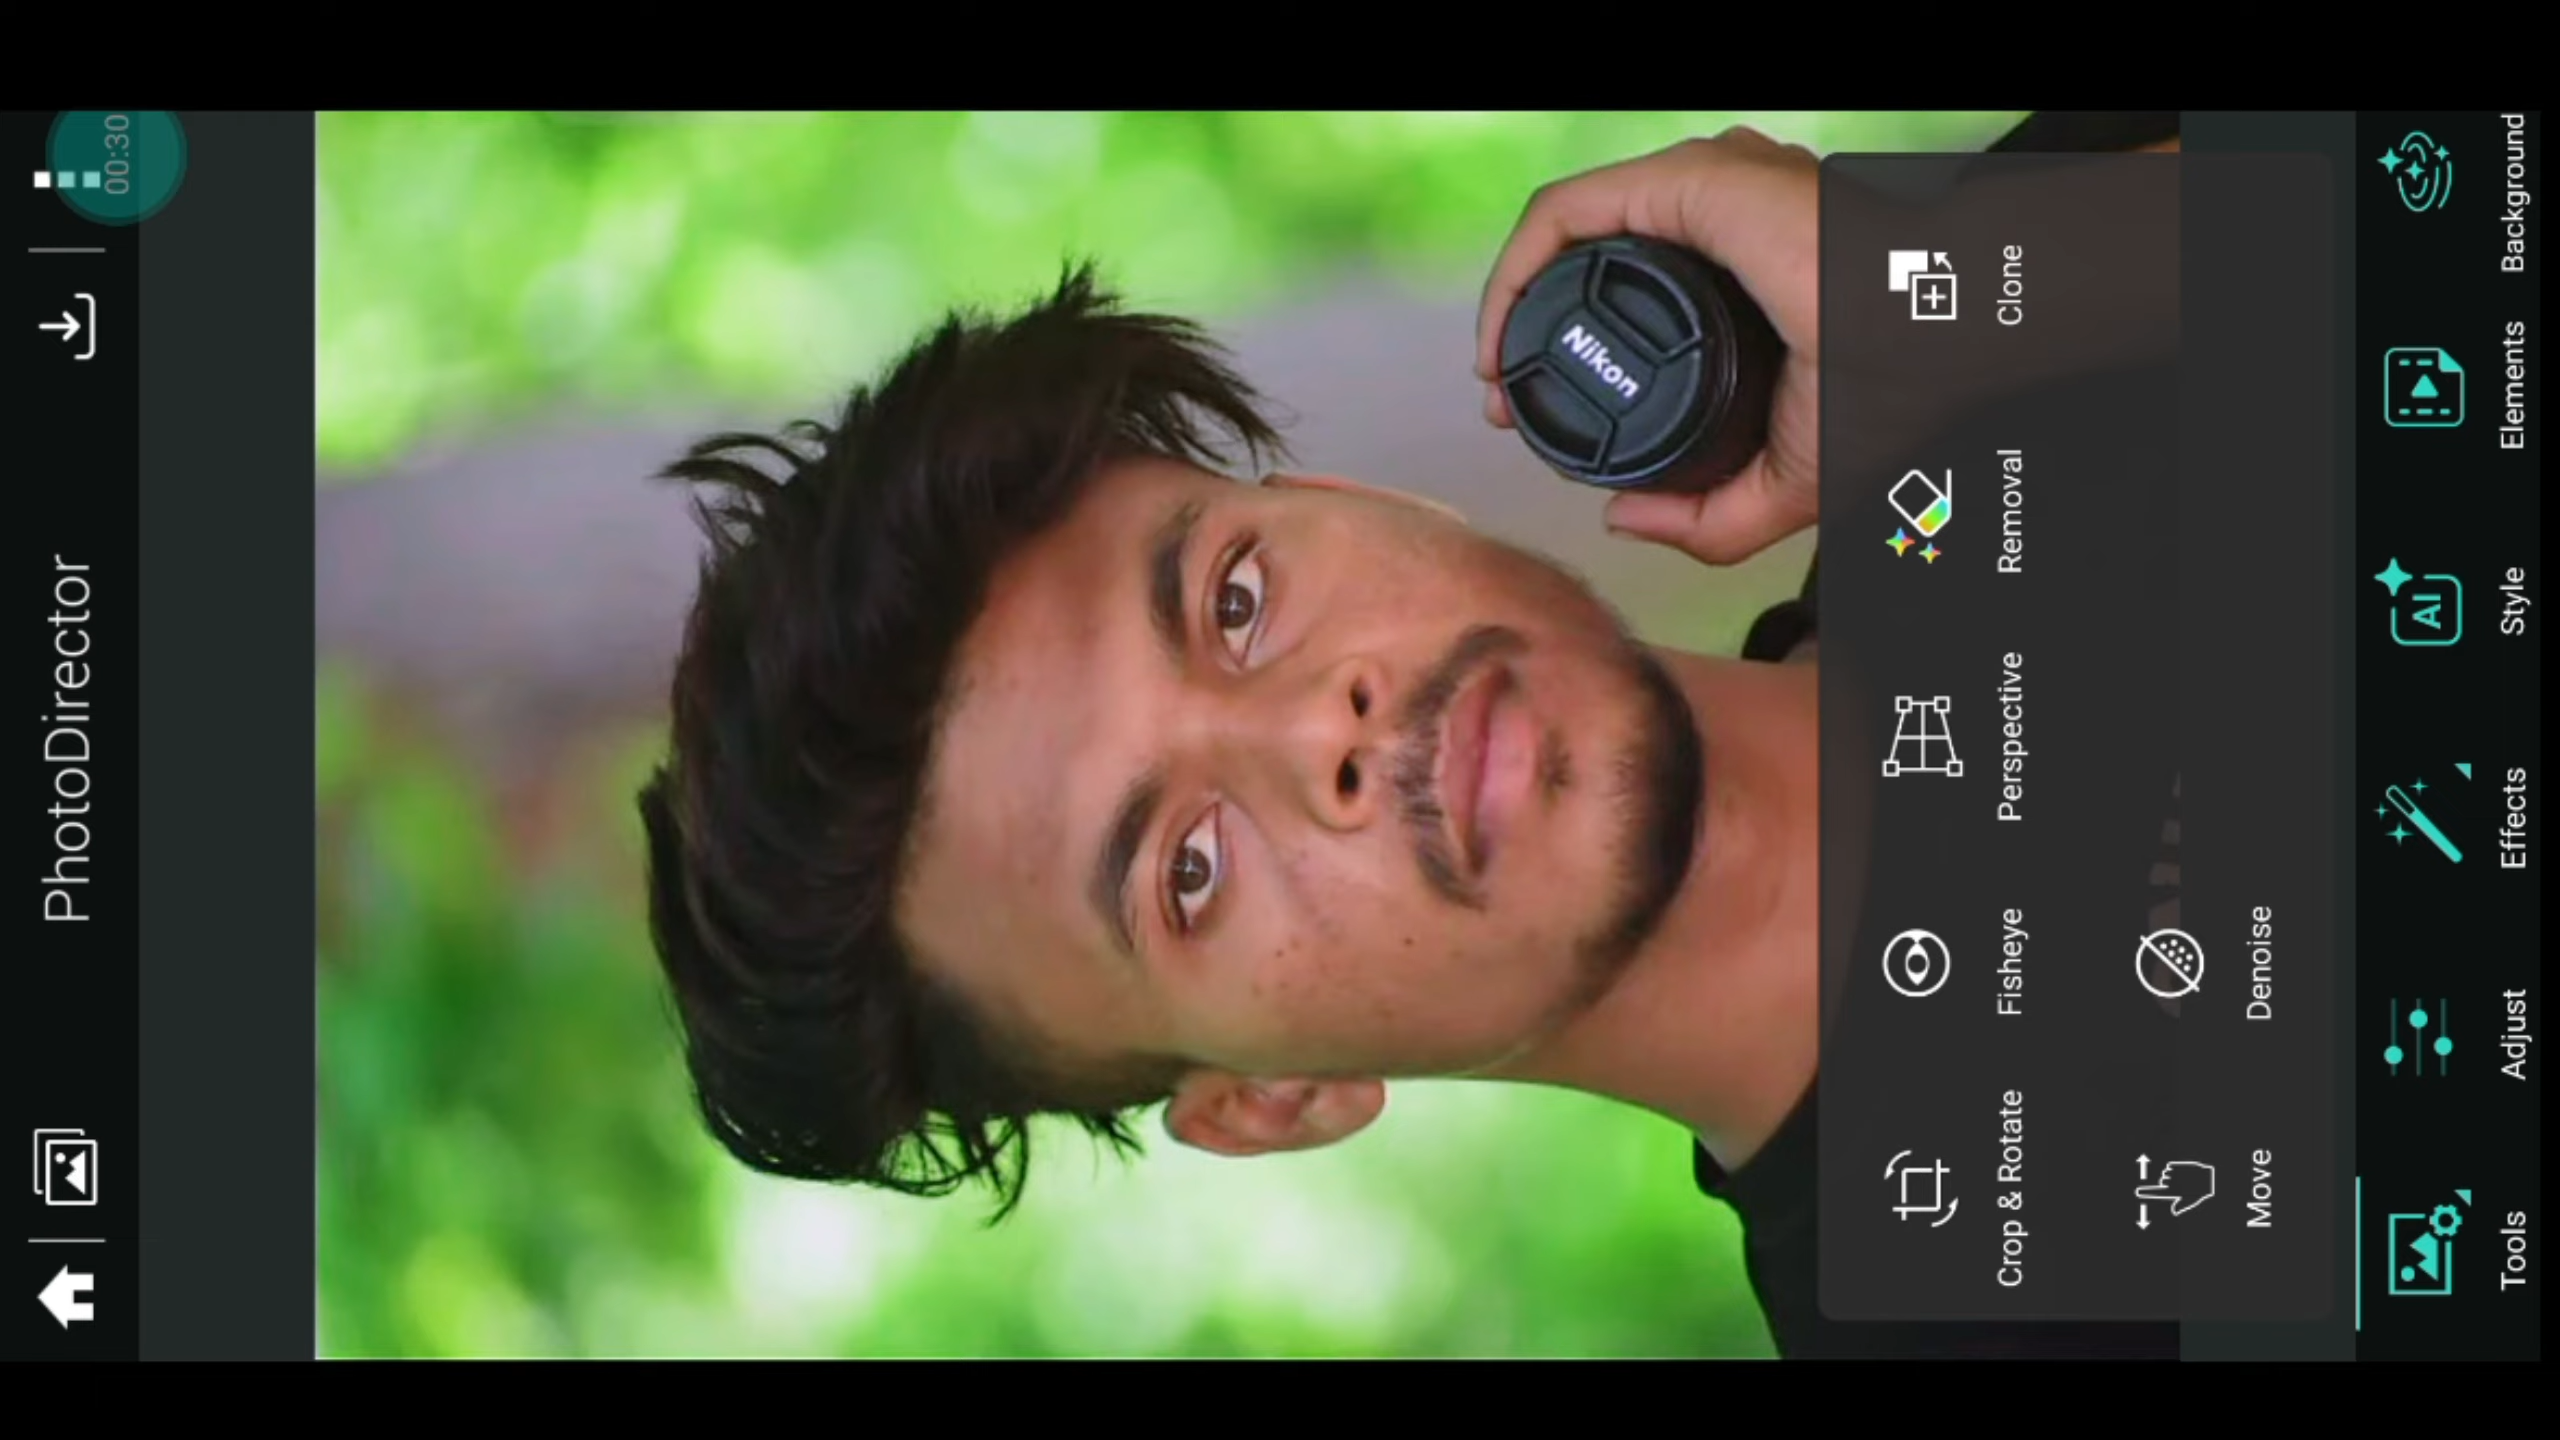 00:30
PhotoDirector
Nikon
Crop & Rotate
Fisheye
Perspective
Removal
Clone
Move
Denoise
Tools
Adjust
Effects
AI
Style
Elements
Background